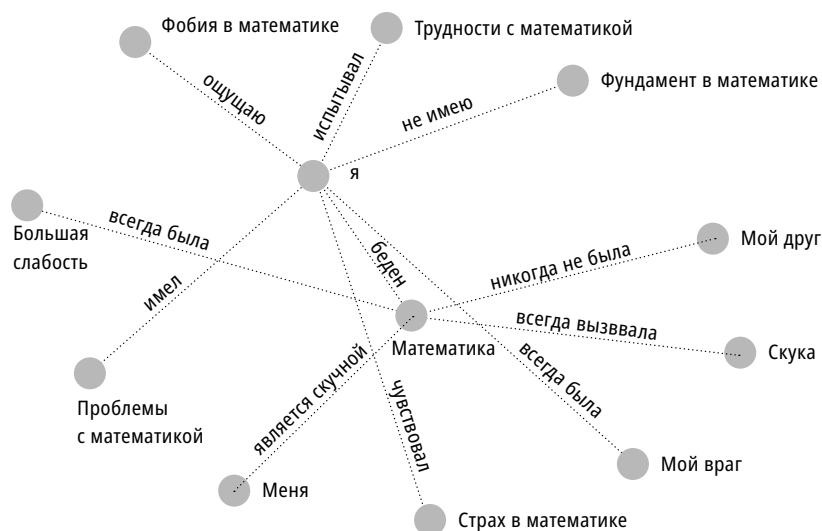 Фобия в математике
Трудности с математикой
Фундамент в математике
ощущаю
испытывал
не имею
я
Большая
слабость
всегда была
беден
никогда не была
Мой друг
имел
Математика
всегда вызввала
Скука
Проблемы
с математикой
является скучной
чувствовал
всегда была
Меня
Мой враг
Страх в математике